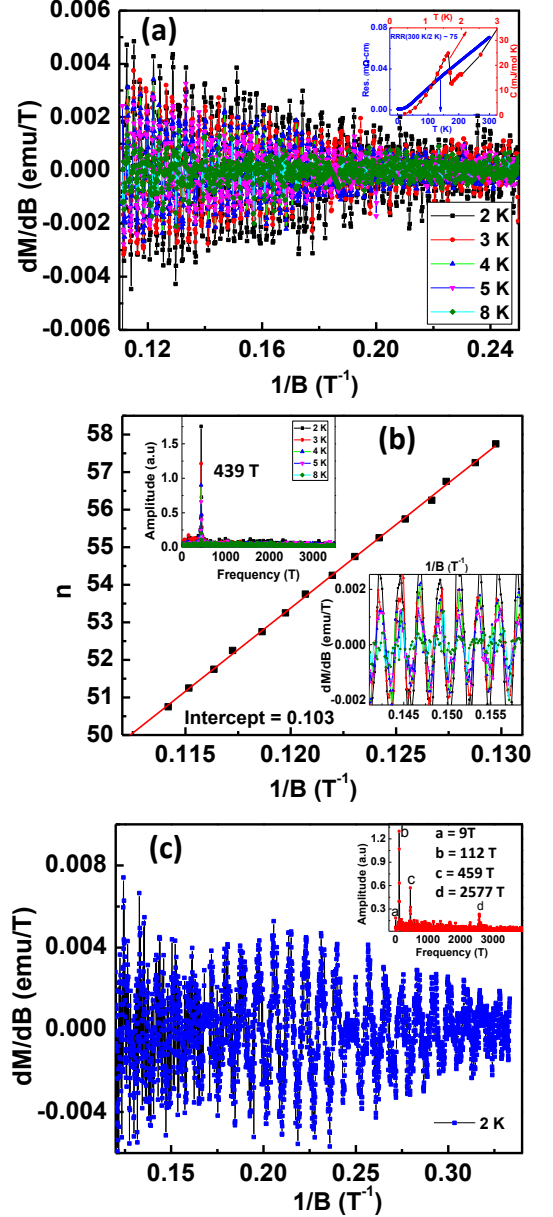 (a)
T (K)
0 1 2 3
RRR(300 K/2 K) ~ 75
Res. (mΩ-cm)
0.08
0.04
0.00
0 100 200 300
T (K)
30
20
10
0
C (mJ/mol K)
dM/dB (emu/T)
0.006
0.004
0.002
0.000
-0.002
-0.004
-0.006
2 K
3 K
4 K
5 K
8 K
0.12 0.16 0.20 0.24
1/B (T-1)
(b)
n
58
57
56
55
54
53
52
51
50
Amplitude (a.u)
1.5
1.0
0.5
0.0
439 T
2 K
3 K
4 K
5 K
8 K
0 1000 2000 3000
Frequency (T)
1/B (T-1)
dM/dB (emu/T)
0.002
0.000
-0.002
0.145 0.150 0.155
Intercept = 0.103
0.115 0.120 0.125 0.130
1/B (T-1)
(c)
dM/dB (emu/T)
0.008
0.004
0.000
-0.004
Amplitude (a.u)
1.2
0.9
0.6
0.3
a
b
c
d
a = 9T
b = 112 T
c = 459 T
d = 2577 T
0 1000 2000 3000
Frequency (T)
2 K
0.15 0.20 0.25 0.30
1/B (T-1)